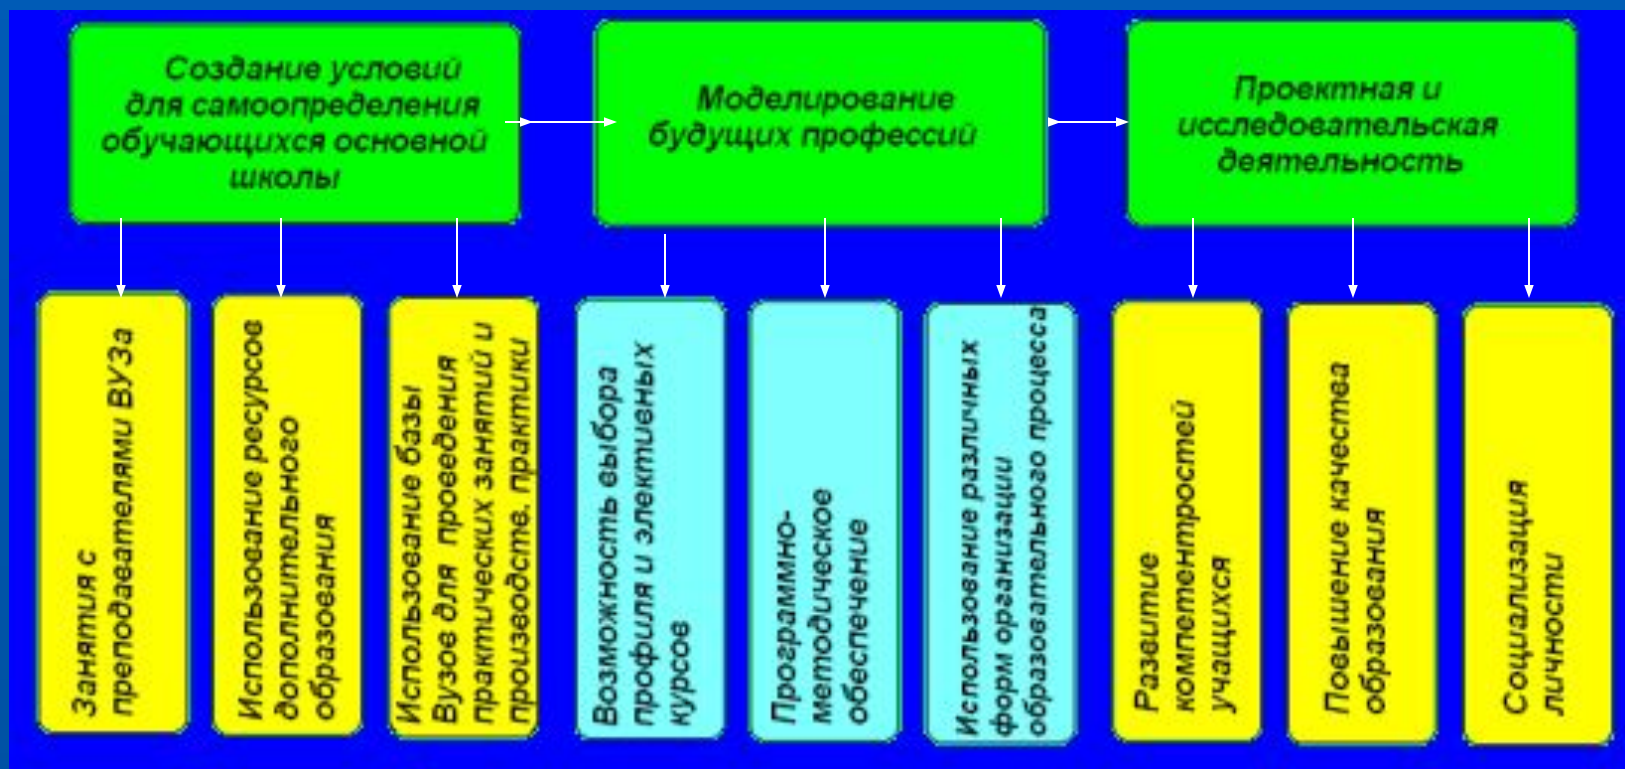 Создание условий
для самоопределения
обучающихся основной
школы
Моделирование
будущих профессий
Проектная и
исследовательская
деятельность
Занятия с
преподавателями ВУЗа
Использование ресурсов
дополнительного
образования
Использование базы
Вузов для проведения
практических занятий и
производств. практики
Возможность выбора
профиля и элективных
курсов
Программно-
методическое
обеспечение
Использование различных
форм организации
образовательного процесса
Развитие
компетентростей
учащихся
Повышение качества
образования
Социализация
личности